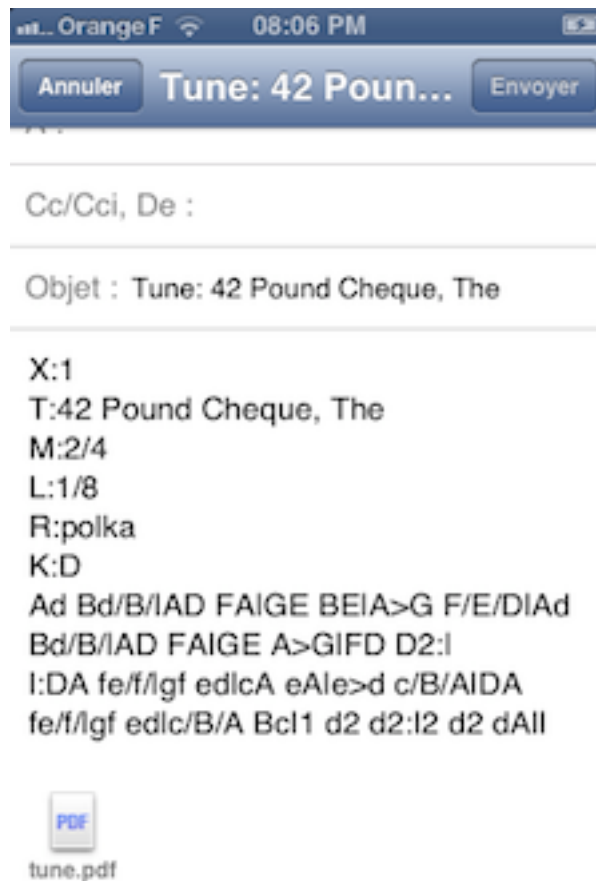 OrangeF 08:06 PM
Annuler Tune: 42 Poun... Envoyer
Cc/Cci, De :
Objet : Tune: 42 Pound Cheque, The
X:1
T:42 Pound Cheque, The
M:2/4
L:1/8
R:polka
K:D
Ad Bd/B/|AD FA|GE BE|A>G F/E/D|Ad
Bd/B/|AD FA|GE A>G|FD D2:|
|:DA fe/f/|gf ed|cA eA|e>d c/B/A|DA
fe/f/|gf ed|c/B/A Bc|1 d2 d2:|2 d2 dA||
PDF
tune.pdf